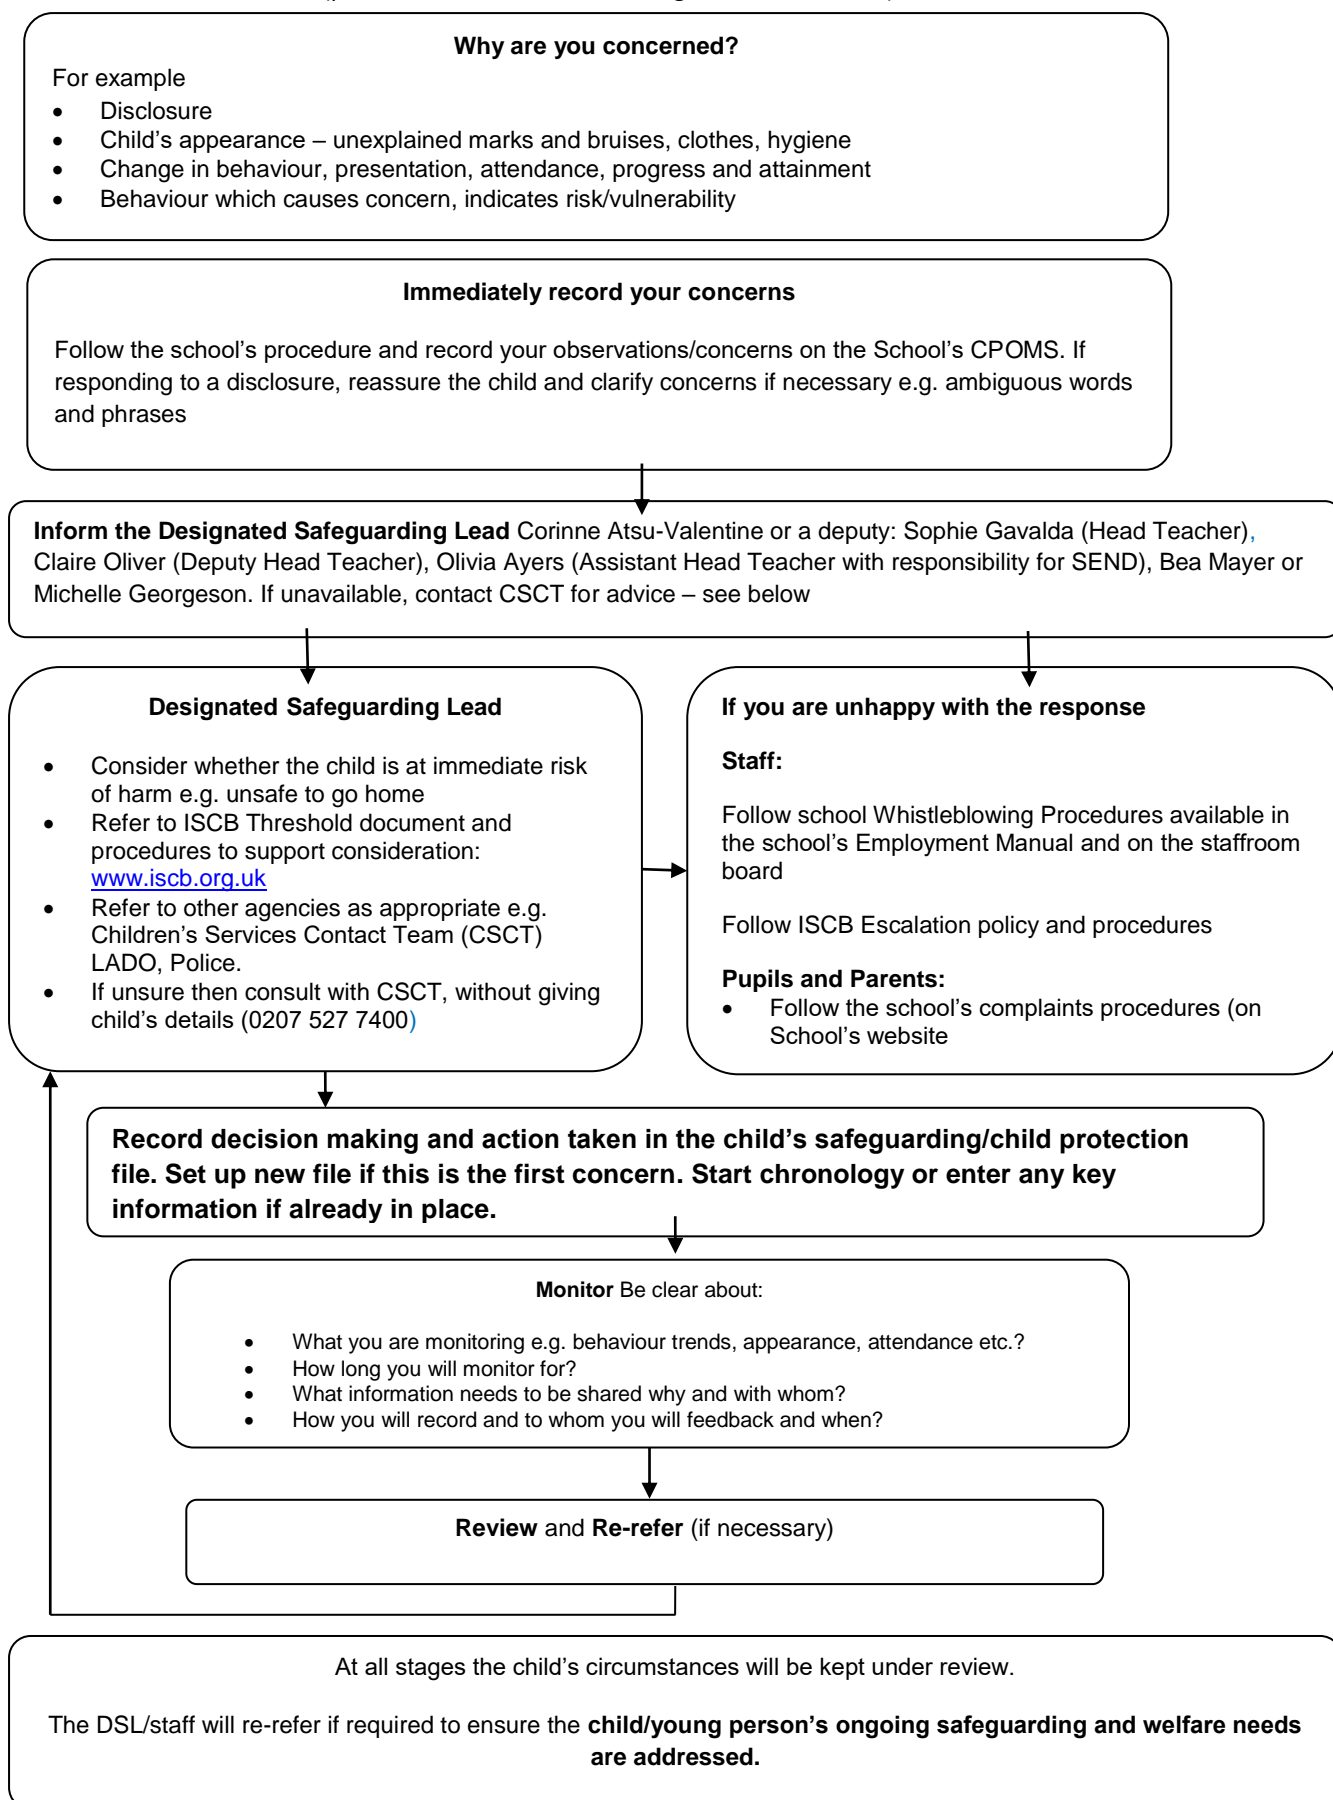 Why are you concerned?
For example
• Disclosure
• Child’s appearance – unexplained marks and bruises, clothes, hygiene
• Change in behaviour, presentation, attendance, progress and attainment
• Behaviour which causes concern, indicates risk/vulnerability
Immediately record your concerns
Follow the school’s procedure and record your observations/concerns on the School’s CPOMS. If
responding to a disclosure, reassure the child and clarify concerns if necessary e.g. ambiguous words
and phrases
Inform the Designated Safeguarding Lead Corinne Atsu-Valentine or a deputy: Sophie Gavalda (Head Teacher),
Claire Oliver (Deputy Head Teacher), Olivia Ayers (Assistant Head Teacher with responsibility for SEND), Bea Mayer or
Michelle Georgeson. If unavailable, contact CSCT for advice – see below
Designated Safeguarding Lead
• Consider whether the child is at immediate risk
of harm e.g. unsafe to go home
• Refer to ISCB Threshold document and
procedures to support consideration:
www.iscb.org.uk
• Refer to other agencies as appropriate e.g.
Children’s Services Contact Team (CSCT)
LADO, Police.
• If unsure then consult with CSCT, without giving
child’s details (0207 527 7400)
If you are unhappy with the response
Staff:
Follow school Whistleblowing Procedures available in
the school’s Employment Manual and on the staffroom
board
Follow ISCB Escalation policy and procedures
Pupils and Parents:
• Follow the school’s complaints procedures (on
School’s website
Record decision making and action taken in the child’s safeguarding/child protection
file. Set up new file if this is the first concern. Start chronology or enter any key
information if already in place.
Monitor Be clear about:
• What you are monitoring e.g. behaviour trends, appearance, attendance etc.?
• How long you will monitor for?
• What information needs to be shared why and with whom?
• How you will record and to whom you will feedback and when?
Review and Re-refer (if necessary)
At all stages the child’s circumstances will be kept under review.
The DSL/staff will re-refer if required to ensure the child/young person’s ongoing safeguarding and welfare needs
are addressed.